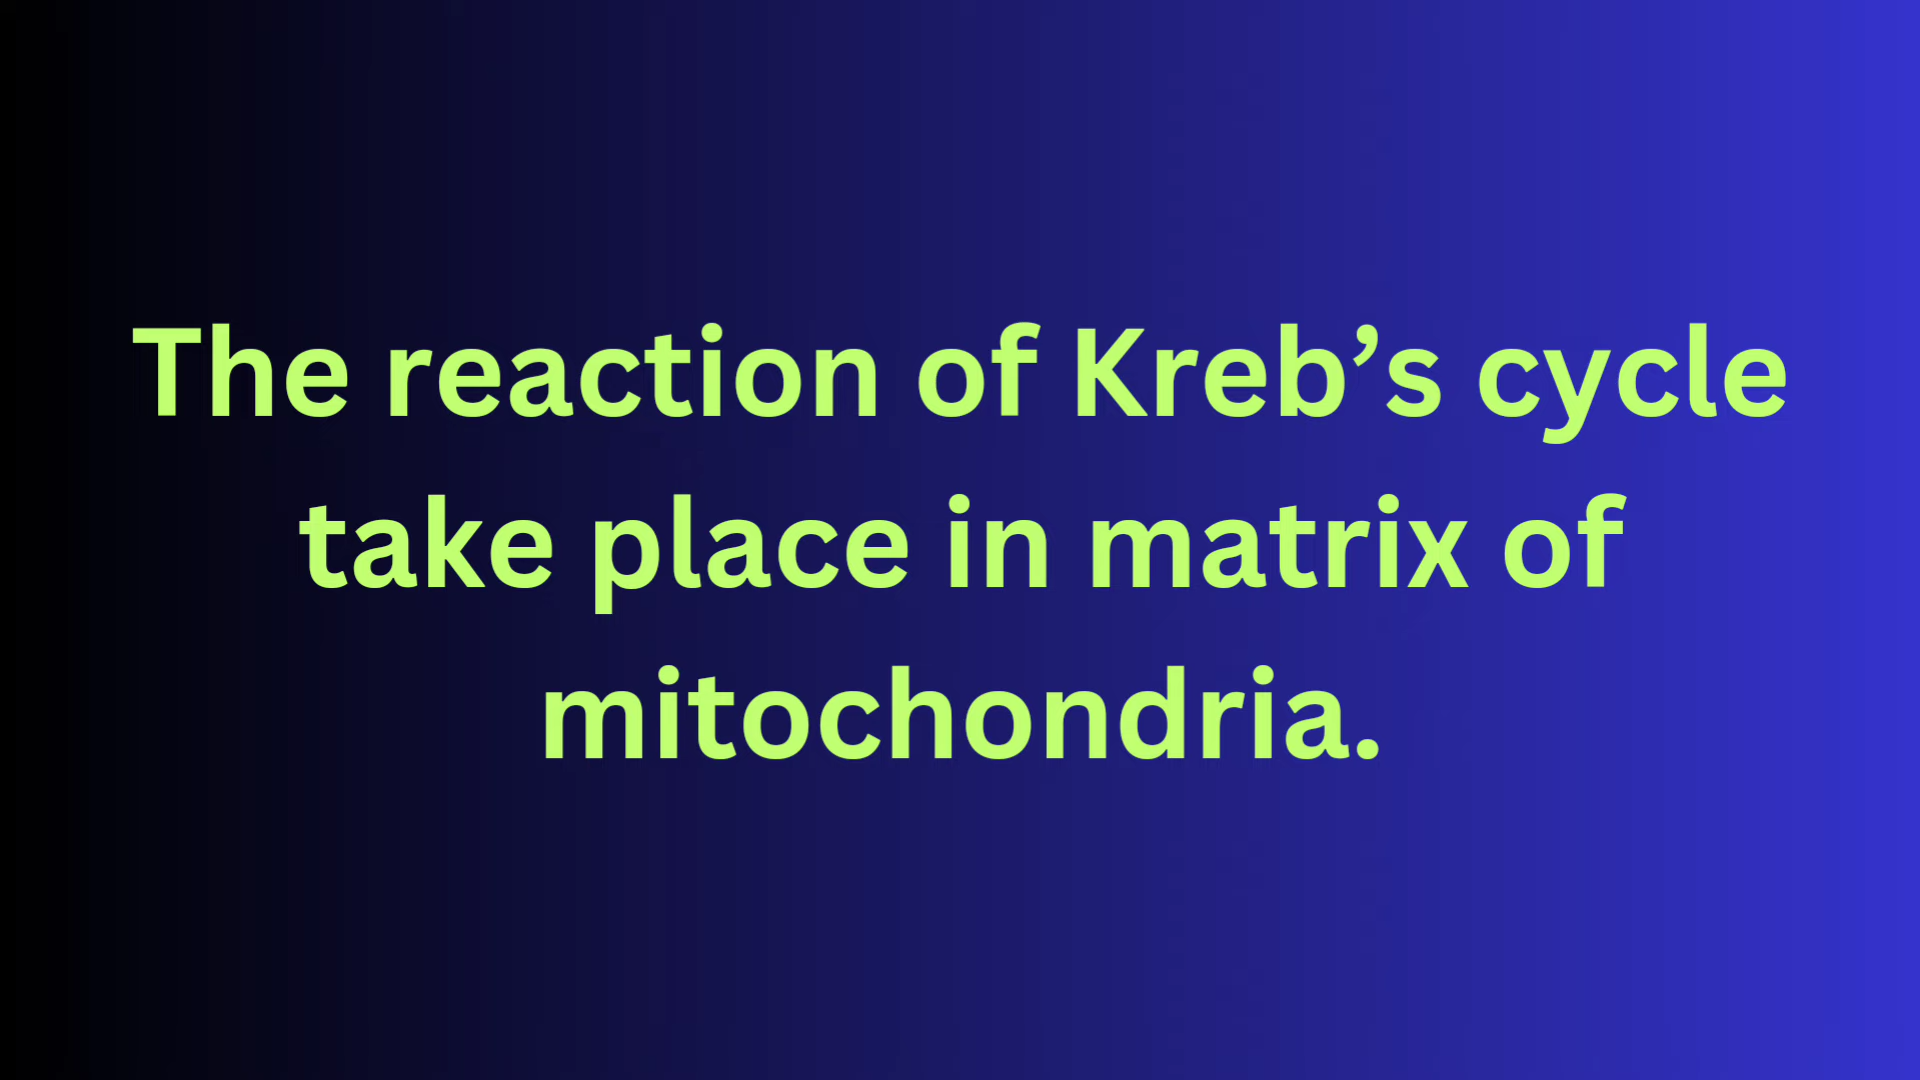 The reaction of Kreb’s cycle
take place in matrix of
mitochondria.